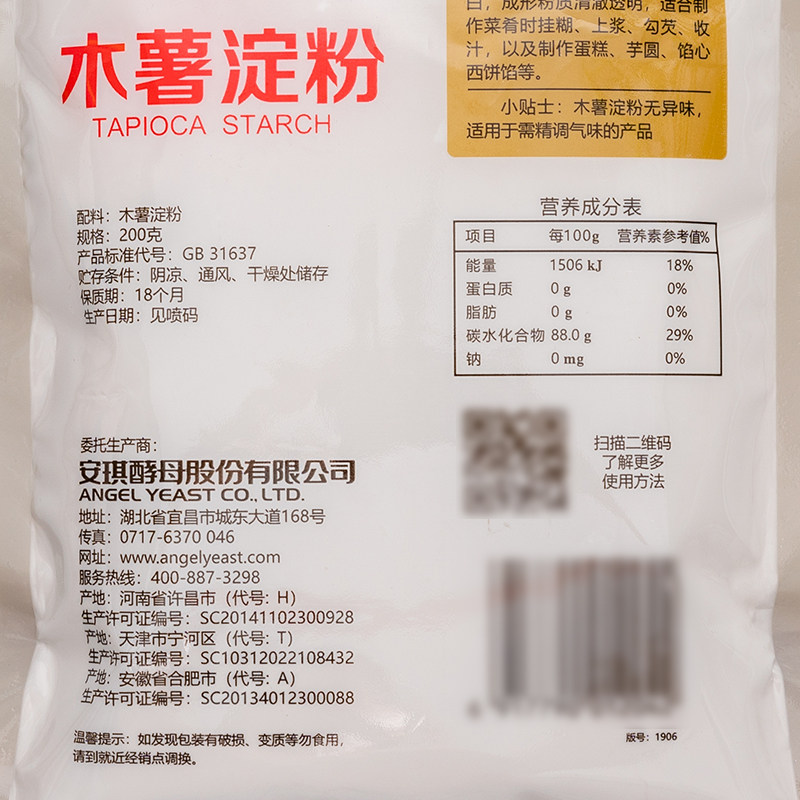 木薯淀粉
TAPIOCA STARCH
白，成形粉质清澈透明，适合制
作菜肴时挂糊、上浆、勾芡、收
汁，以及制作蛋糕、芋圆、馅心
西饼馅等。
小贴士：木薯淀粉无异味，
适用于需精调气味的产品
配料：木薯淀粉
规格：200克
产品标准代号：GB 31637
贮存条件：阴凉、通风、干燥处储存
保质期：18个月
生产日期：见喷码
营养成分表
项目 每100g 营养素参考值%
能量 1506 kJ 18%
蛋白质 0 g 0%
脂肪 0 g 0%
碳水化合物 88.0 g 29%
钠 0 mg 0%
扫描二维码
了解更多
使用方法
委托生产商：
安琪酵母股份有限公司
ANGEL YEAST CO., LTD.
地址：湖北省宜昌市城东大道168号
传真：0717-6370 046
网址：www.angelyeast.com
服务热线：400-887-3298
产地：河南省许昌市（代号：H）
生产许可证编号：SC20141102300928
产地：天津市宁河区（代号：T）
生产许可证编号：SC10312022108432
产地：安徽省合肥市（代号：A）
生产许可证编号：SC20134012300088
温馨提示：如发现包装有破损、变质等勿食用，
请到就近经销点调换。
版号：1906